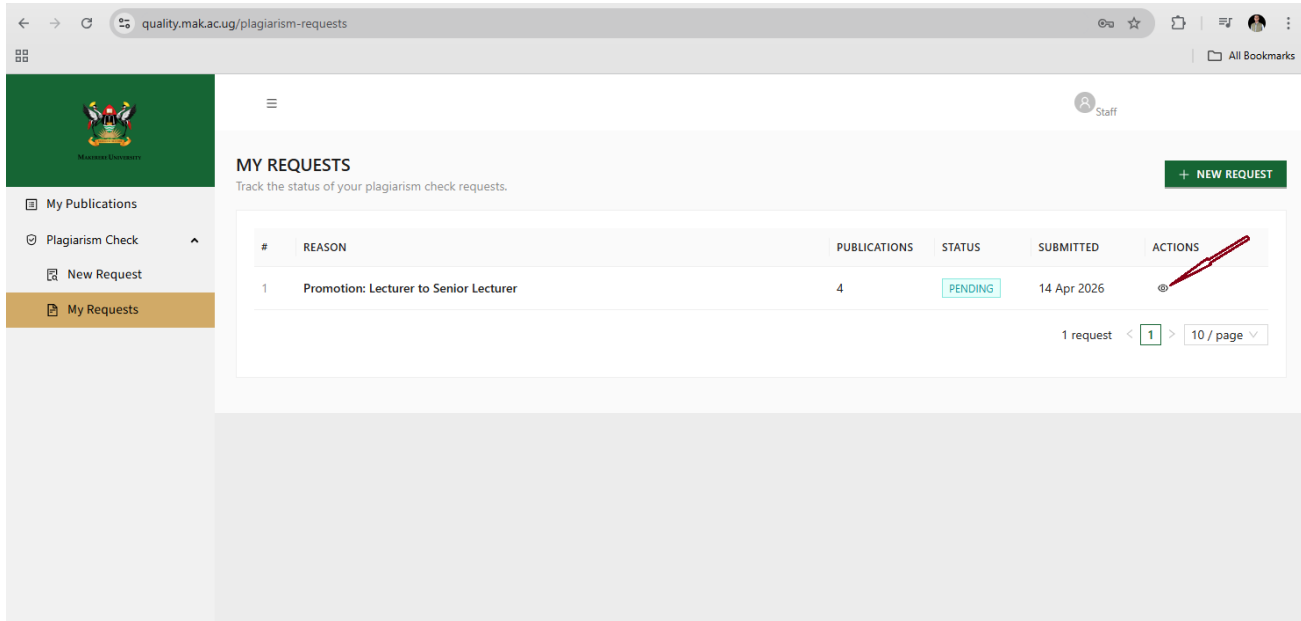 quality.mak.ac.ug/plagiarism-requests
All Bookmarks
MAKERERE UNIVERSITY
Staff
My Publications
Plagiarism Check
New Request
My Requests
MY REQUESTS
Track the status of your plagiarism check requests.
+ NEW REQUEST
# REASON PUBLICATIONS STATUS SUBMITTED ACTIONS
1 Promotion: Lecturer to Senior Lecturer 4 PENDING 14 Apr 2026
1 request < 1 > 10 / page